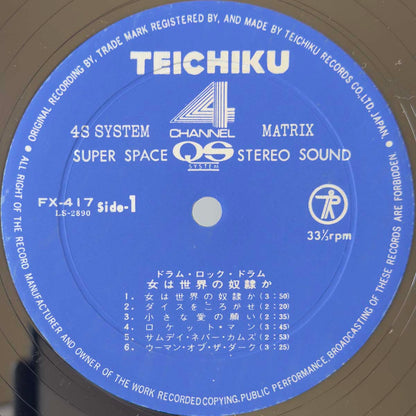 • ORIGINAL RECORDING BY, TRADE MARK REGISTERED BY, AND MADE BY TEICHIKU RECORDS CO., LTD. JAPAN. •
TEICHIKU
4
4S SYSTEM CHANNEL MATRIX
SUPER SPACE QS STEREO SOUND
SYSTEM
FX-417 Side-1
LS-2890
33⅓rpm
ドラム・ロック・ドラム
女は世界の奴隷か
1. 女は世界の奴隷か (3:50)
2. ダイスをころがせ (2:20)
3. 小さな愛の願い (2:35)
4. ロケット・マン (3:45)
5. サムデイ・ネバー・カムズ (2:53)
6. ウーマン・オブ・ザ・ダーク (3:25)
• ALL RIGHT OF THE RECORD MANUFACTURER AND OWNER OF THE WORK RECORDED. COPYING. PUBLIC PERFORMANCE BROADCASTING OF THESE RECORDS PROHIBITED